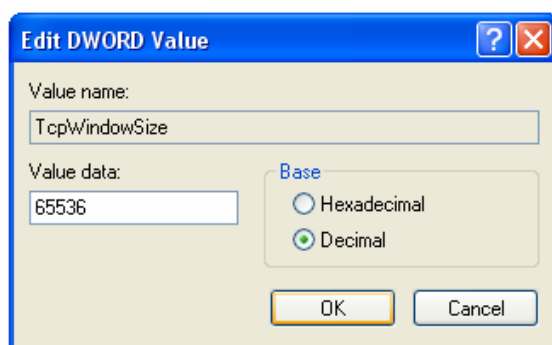 Edit DWORD Value
Value name:
TcpWindowSize
Value data:
65536
Base
Hexadecimal
Decimal
OK
Cancel